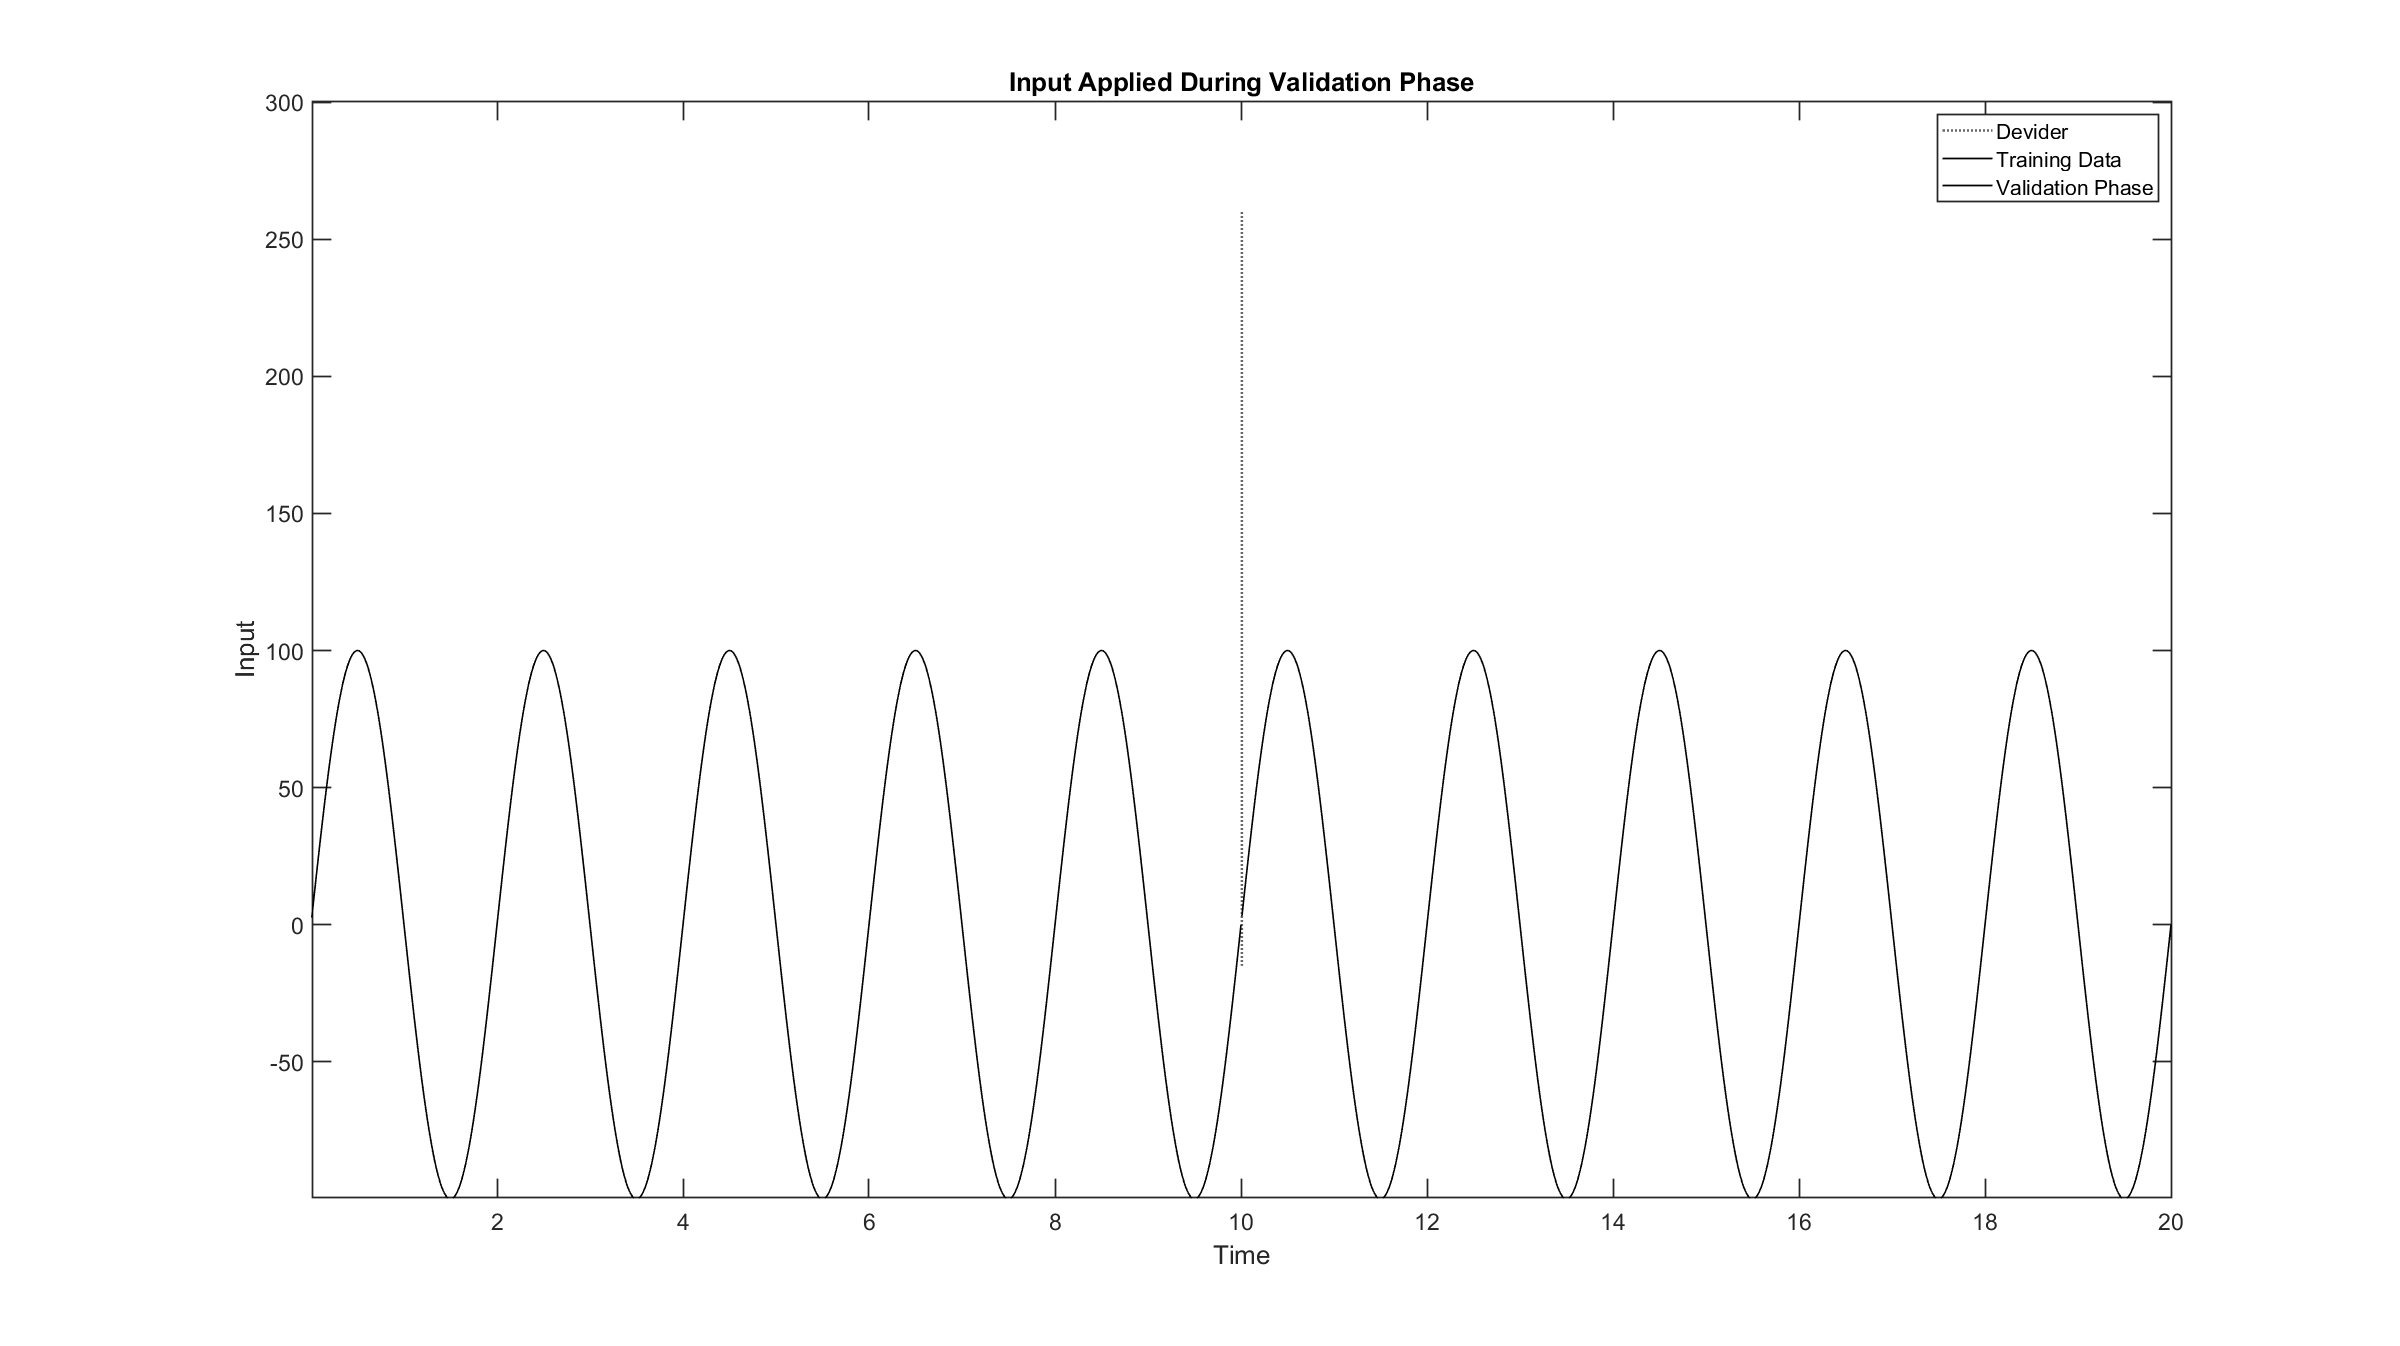 Input Applied During Validation Phase
300
250
200
150
100
50
0
-50
Input
Devider
Training Data
Validation Phase
2 4 6 8 10 12 14 16 18 20
Time